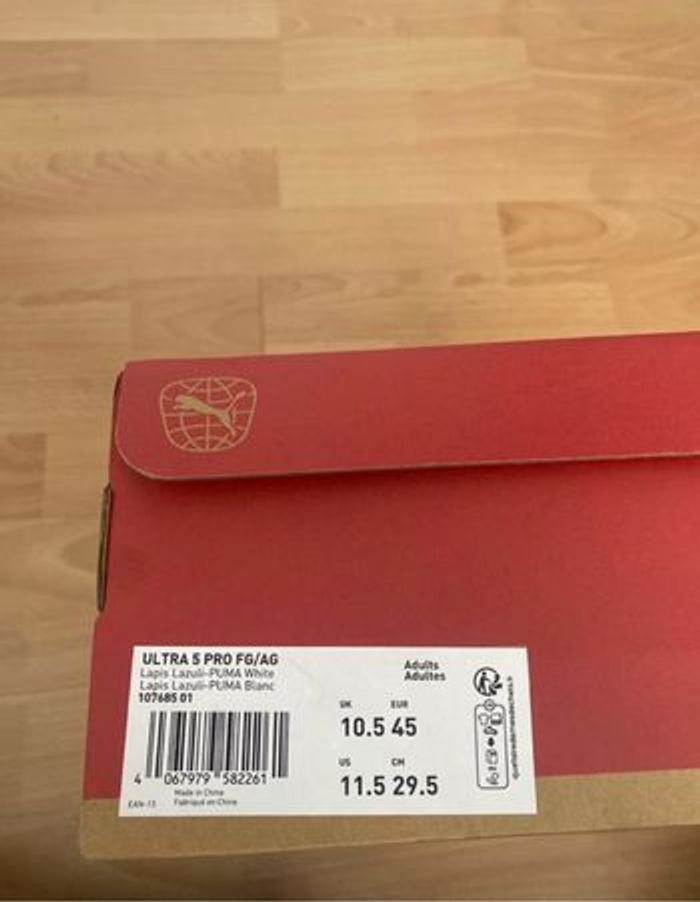 ULTRA 5 PRO FG/AG
Lapis Lazuli-PUMA White
Lapis Lazuli-PUMA Blanc
107685 01
Adults
Adultes
UK EUR
10.5 45
US CM
11.5 29.5
4 067979 582261
Made in China
Fabriqué en Chine
EAN-13
quefairedemesdechets.fr